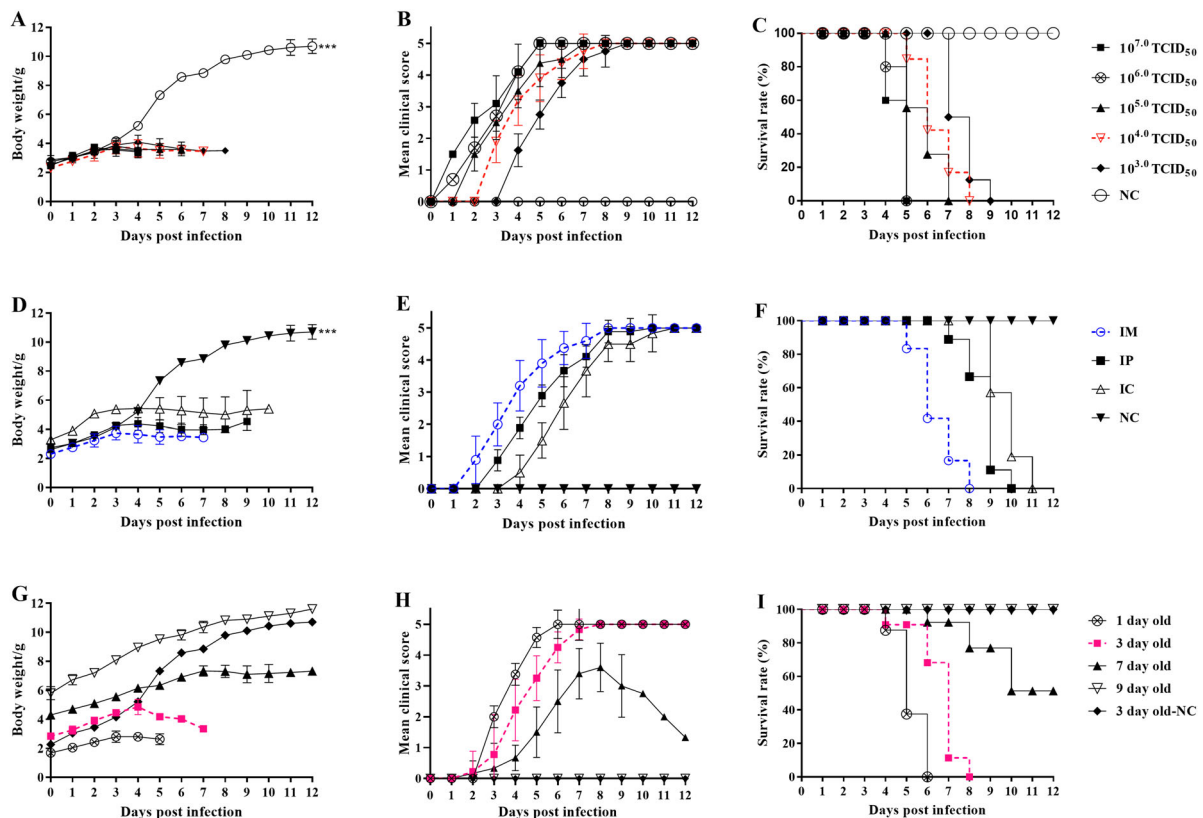 A
Body weight/g
12
10
8
6
4
2
0
***
0 1 2 3 4 5 6 7 8 9 10 11 12
Days post infection
B
Mean clinical score
5
4
3
2
1
0
0 1 2 3 4 5 6 7 8 9 10 11 12
Days post infection
C
Survival rate (%)
100
80
60
40
20
0
0 1 2 3 4 5 6 7 8 9 10 11 12
Days post infection
10^7.0 TCID50
10^6.0 TCID50
10^5.0 TCID50
10^4.0 TCID50
10^3.0 TCID50
NC
D
Body weight/g
12
10
8
6
4
2
0
***
0 1 2 3 4 5 6 7 8 9 10 11 12
Days post infection
E
Mean clinical score
5
4
3
2
1
0
0 1 2 3 4 5 6 7 8 9 10 11 12
Days post infection
F
Survival rate (%)
100
80
60
40
20
0
0 1 2 3 4 5 6 7 8 9 10 11 12
Days post infection
IM
IP
IC
NC
G
Body weight/g
12
10
8
6
4
2
0
0 1 2 3 4 5 6 7 8 9 10 11 12
Days post infection
H
Mean clinical score
5
4
3
2
1
0
0 1 2 3 4 5 6 7 8 9 10 11 12
Days post infection
I
Survival rate (%)
100
80
60
40
20
0
0 1 2 3 4 5 6 7 8 9 10 11 12
Days post infection
1 day old
3 day old
7 day old
9 day old
3 day old-NC